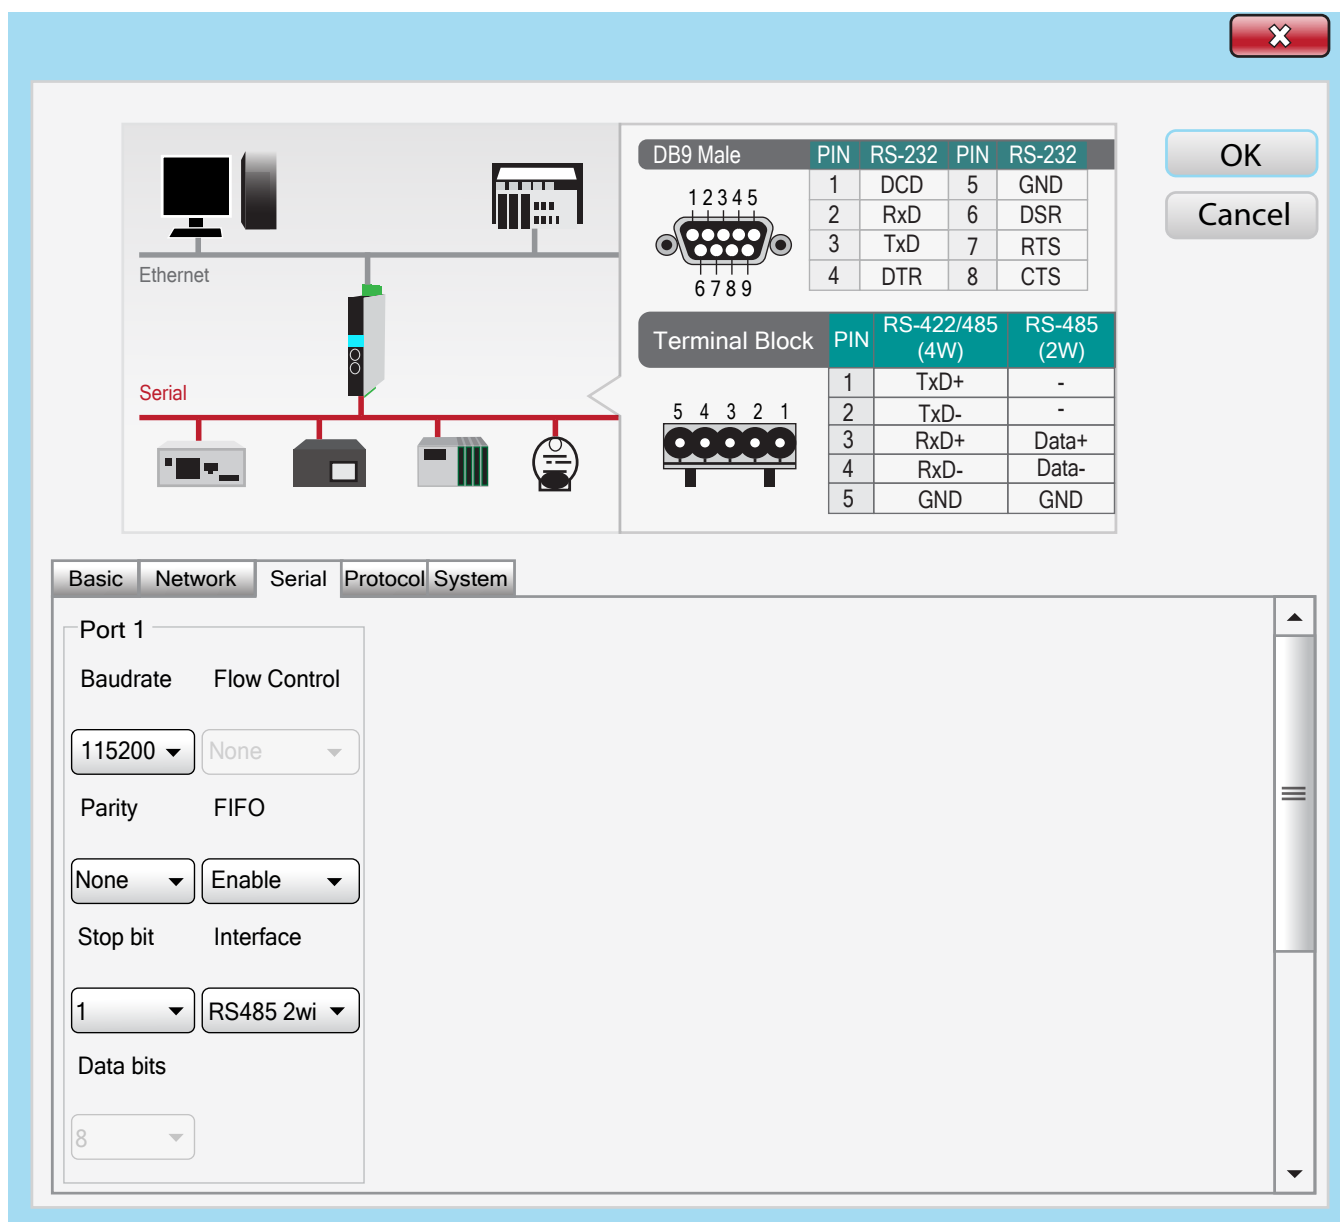 OK
Cancel
Ethernet
Serial
DB9 Male PIN RS-232 PIN RS-232
1 DCD 5 GND
2 RxD 6 DSR
3 TxD 7 RTS
4 DTR 8 CTS
1 2 3 4 5
6 7 8 9
Terminal Block PIN RS-422/485 (4W) RS-485 (2W)
1 TxD+ -
2 TxD- -
3 RxD+ Data+
4 RxD- Data-
5 GND GND
5 4 3 2 1
Basic Network Serial Protocol System
Port 1
Baudrate Flow Control
115200 None
Parity FIFO
None Enable
Stop bit Interface
1 RS485 2wi
Data bits
8